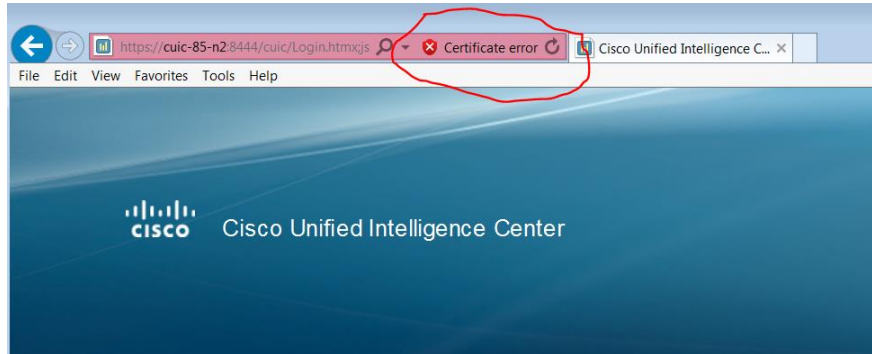 https://cuic-85-n2:8444/cuic/Login.htmx;js Certificate error Cisco Unified Intelligence C...
File Edit View Favorites Tools Help
CISCO Cisco Unified Intelligence Center